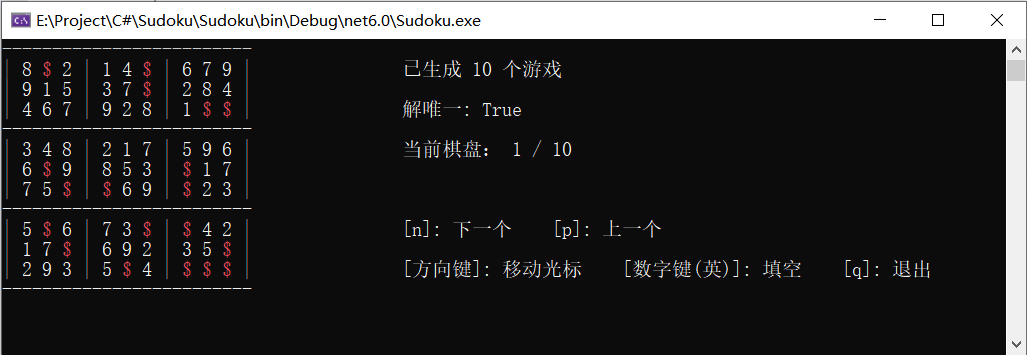 E:\Project\C#\Sudoku\Sudoku\bin\Debug\net6.0\Sudoku.exe
-------------------------
| 8 $ 2 | 1 4 $ | 6 7 9 | 已生成 10 个游戏
| 9 1 5 | 3 7 $ | 2 8 4 |
| 4 6 7 | 9 2 8 | 1 $ $ | 解唯一: True
-------------------------
| 3 4 8 | 2 1 7 | 5 9 6 | 当前棋盘: 1 / 10
| 6 $ 9 | 8 5 3 | $ 1 7 |
| 7 5 $ | $ 6 9 | $ 2 3 |
-------------------------
| 5 $ 6 | 7 3 $ | $ 4 2 | [n]: 下一个 [p]: 上一个
| 1 7 $ | 6 9 2 | 3 5 $ |
| 2 9 3 | 5 $ 4 | $ $ $ | [方向键]: 移动光标 [数字键(英)]: 填空 [q]: 退出
-------------------------